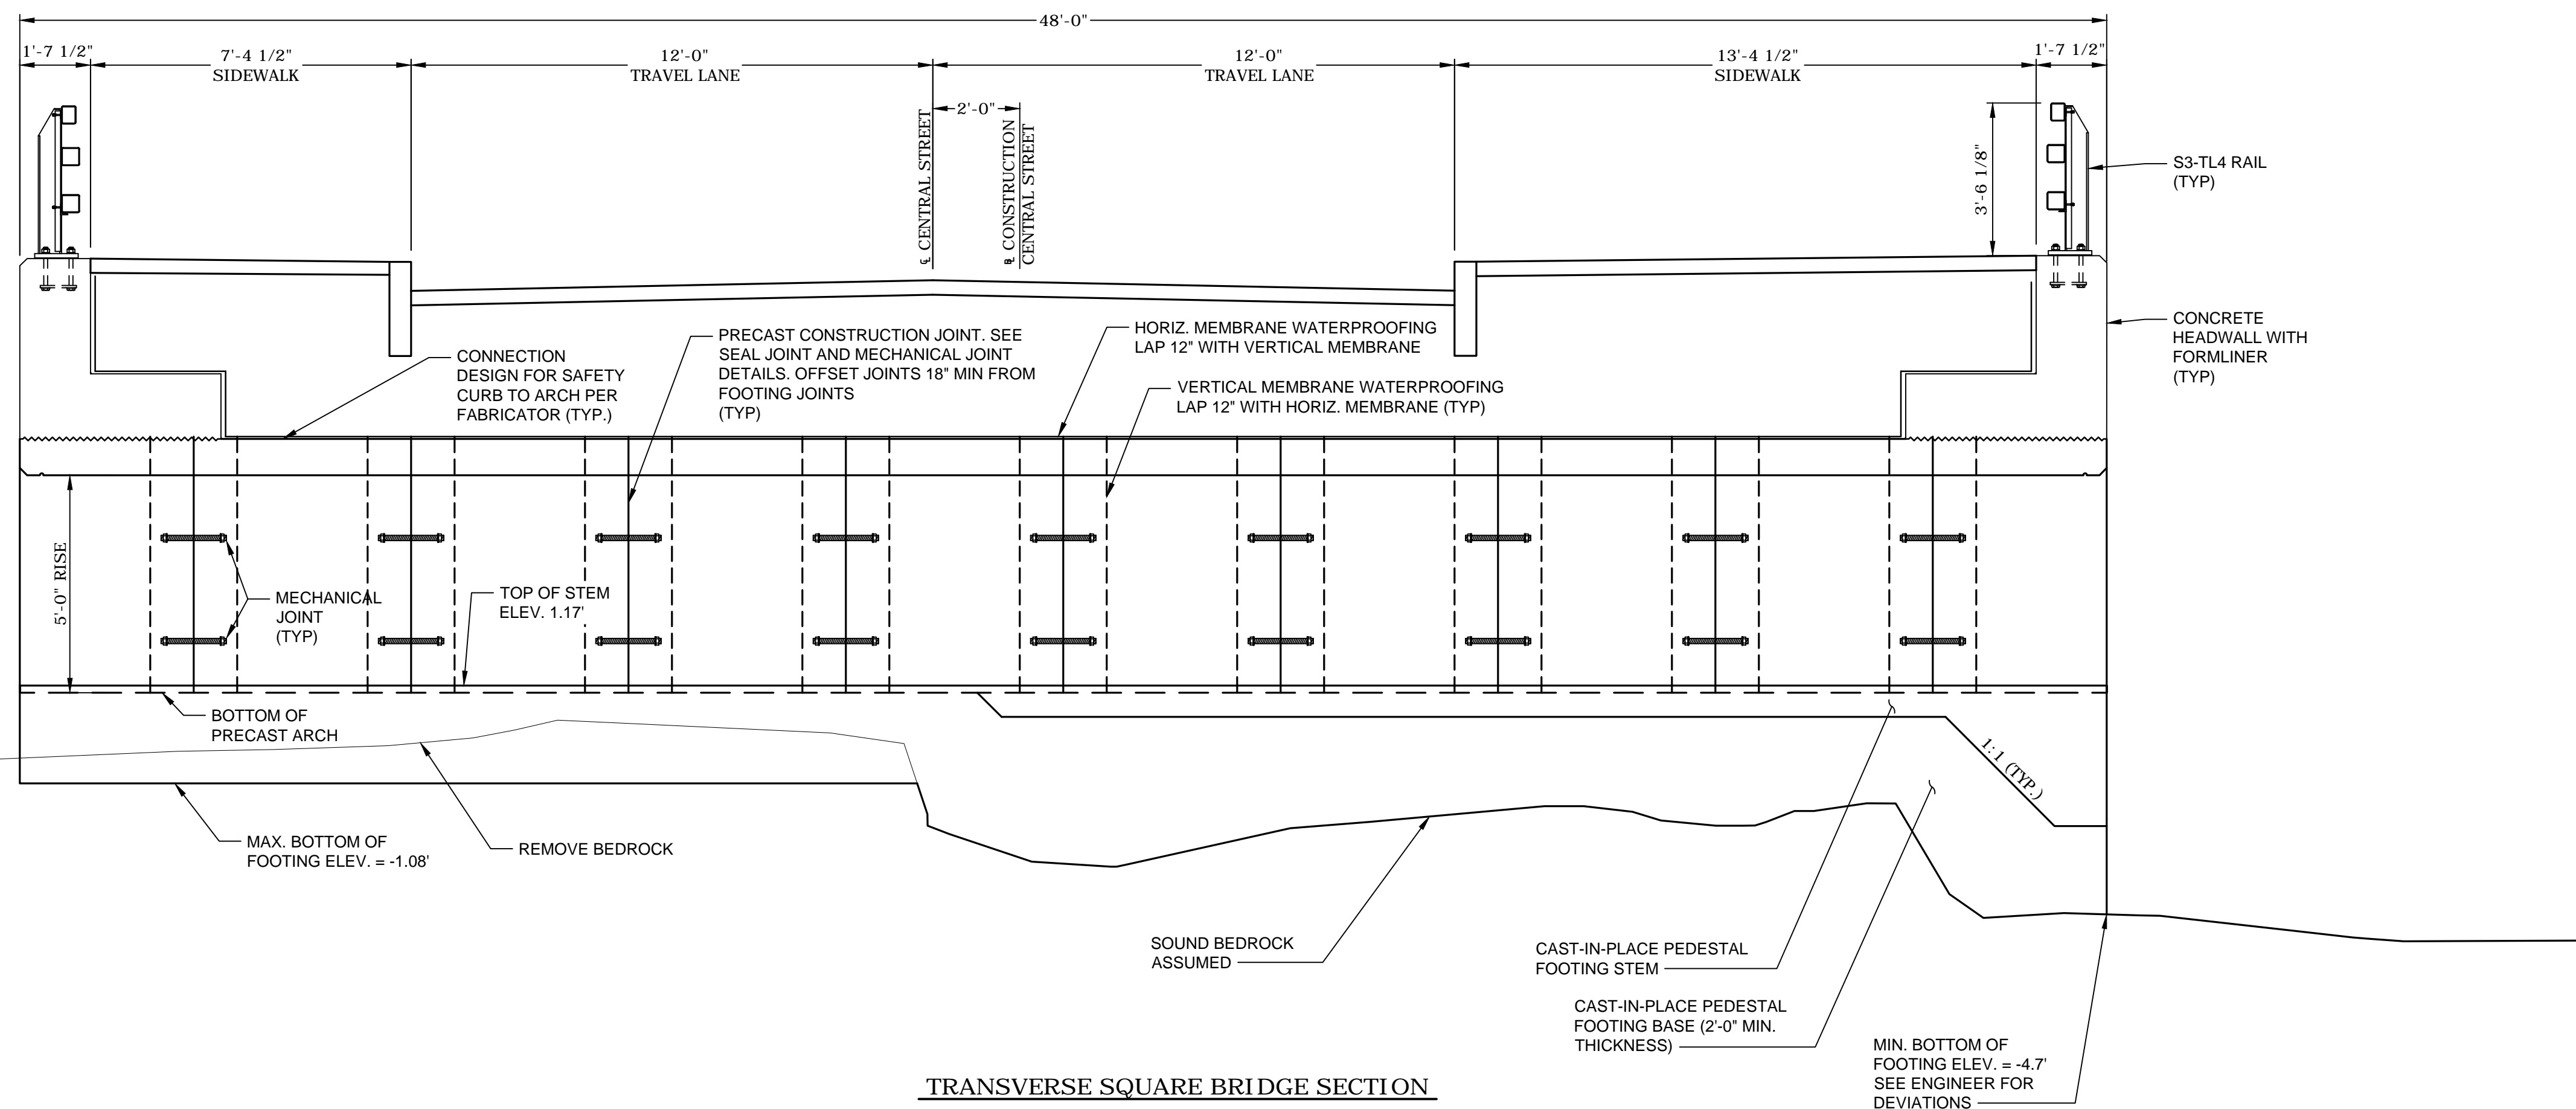 48'-0"
1'-7 1/2"
7'-4 1/2"
SIDEWALK
12'-0"
TRAVEL LANE
12'-0"
TRAVEL LANE
13'-4 1/2"
SIDEWALK
1'-7 1/2"
2'-0"
℄ CENTRAL STREET
CONSTRUCTION
CENTRAL STREET
3'-6 1/8"
S3-TL4 RAIL
(TYP)
CONCRETE
HEADWALL WITH
FORMLINER
(TYP)
CONNECTION
DESIGN FOR SAFETY
CURB TO ARCH PER
FABRICATOR (TYP.)
PRECAST CONSTRUCTION JOINT. SEE
SEAL JOINT AND MECHANICAL JOINT
DETAILS. OFFSET JOINTS 18" MIN FROM
FOOTING JOINTS
(TYP)
HORIZ. MEMBRANE WATERPROOFING
LAP 12" WITH VERTICAL MEMBRANE
VERTICAL MEMBRANE WATERPROOFING
LAP 12" WITH HORIZ. MEMBRANE (TYP)
5'-0" RISE
MECHANICAL
JOINT
(TYP)
TOP OF STEM
ELEV. 1.17'
BOTTOM OF
PRECAST ARCH
1:1 (TYP.)
MAX. BOTTOM OF
FOOTING ELEV. = -1.08'
REMOVE BEDROCK
SOUND BEDROCK
ASSUMED
CAST-IN-PLACE PEDESTAL
FOOTING STEM
CAST-IN-PLACE PEDESTAL
FOOTING BASE (2'-0" MIN.
THICKNESS)
MIN. BOTTOM OF
FOOTING ELEV. = -4.7'
SEE ENGINEER FOR
DEVIATIONS
TRANSVERSE SQUARE BRIDGE SECTION